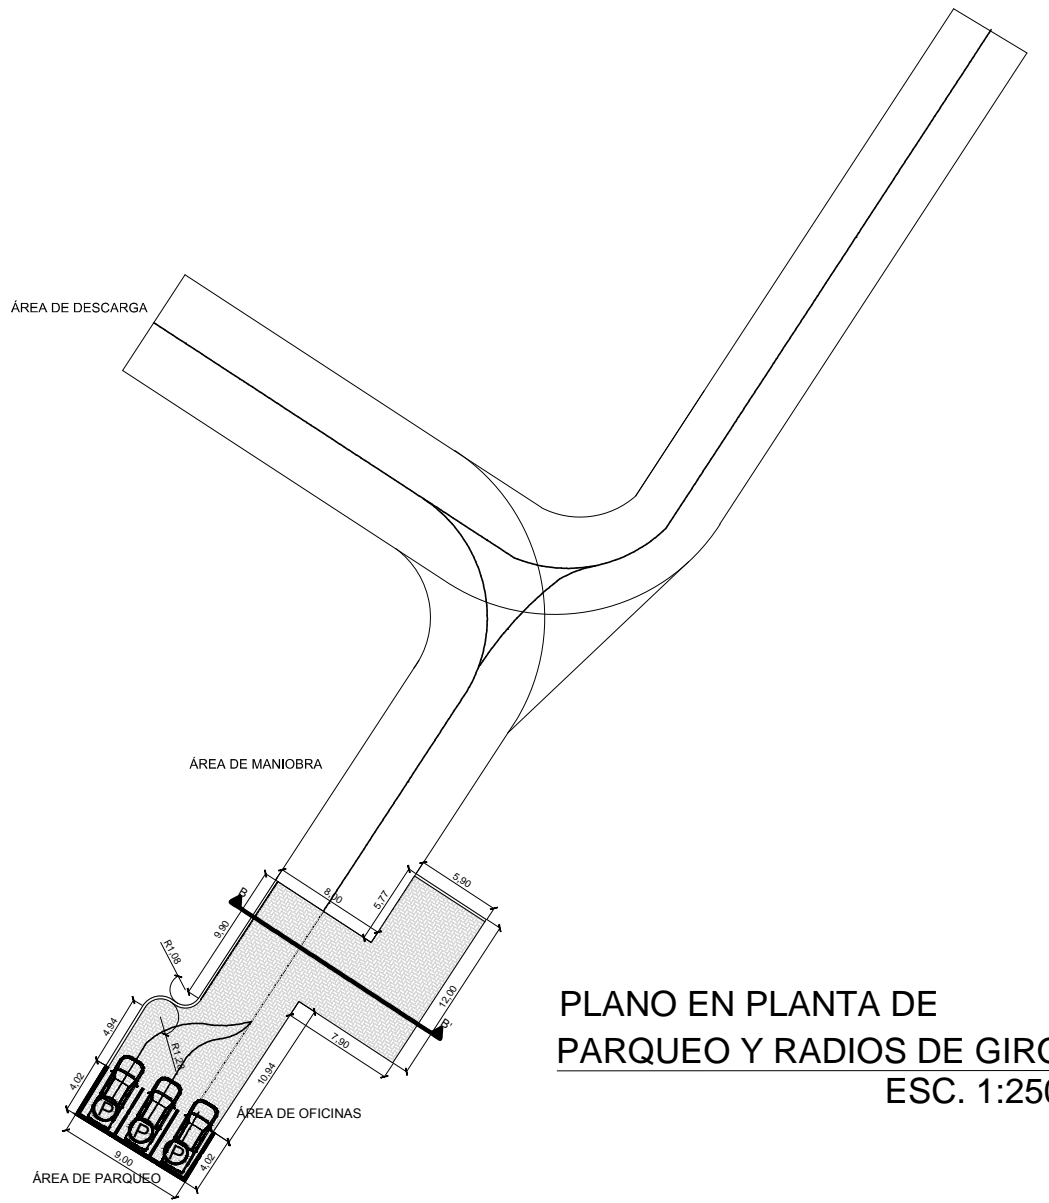 ÁREA DE DESCARGA
ÁREA DE MANIOBRA
5,90
8,00
5,77
B
9,90
R1,08
12,00
B'
7,90
4,94
R1,20
10,94
4,02
P
P
P
ÁREA DE OFICINAS
4,02
9,00
ÁREA DE PARQUEO
PLANO EN PLANTA DE
PARQUEO Y RADIOS DE GIRO
ESC. 1:250